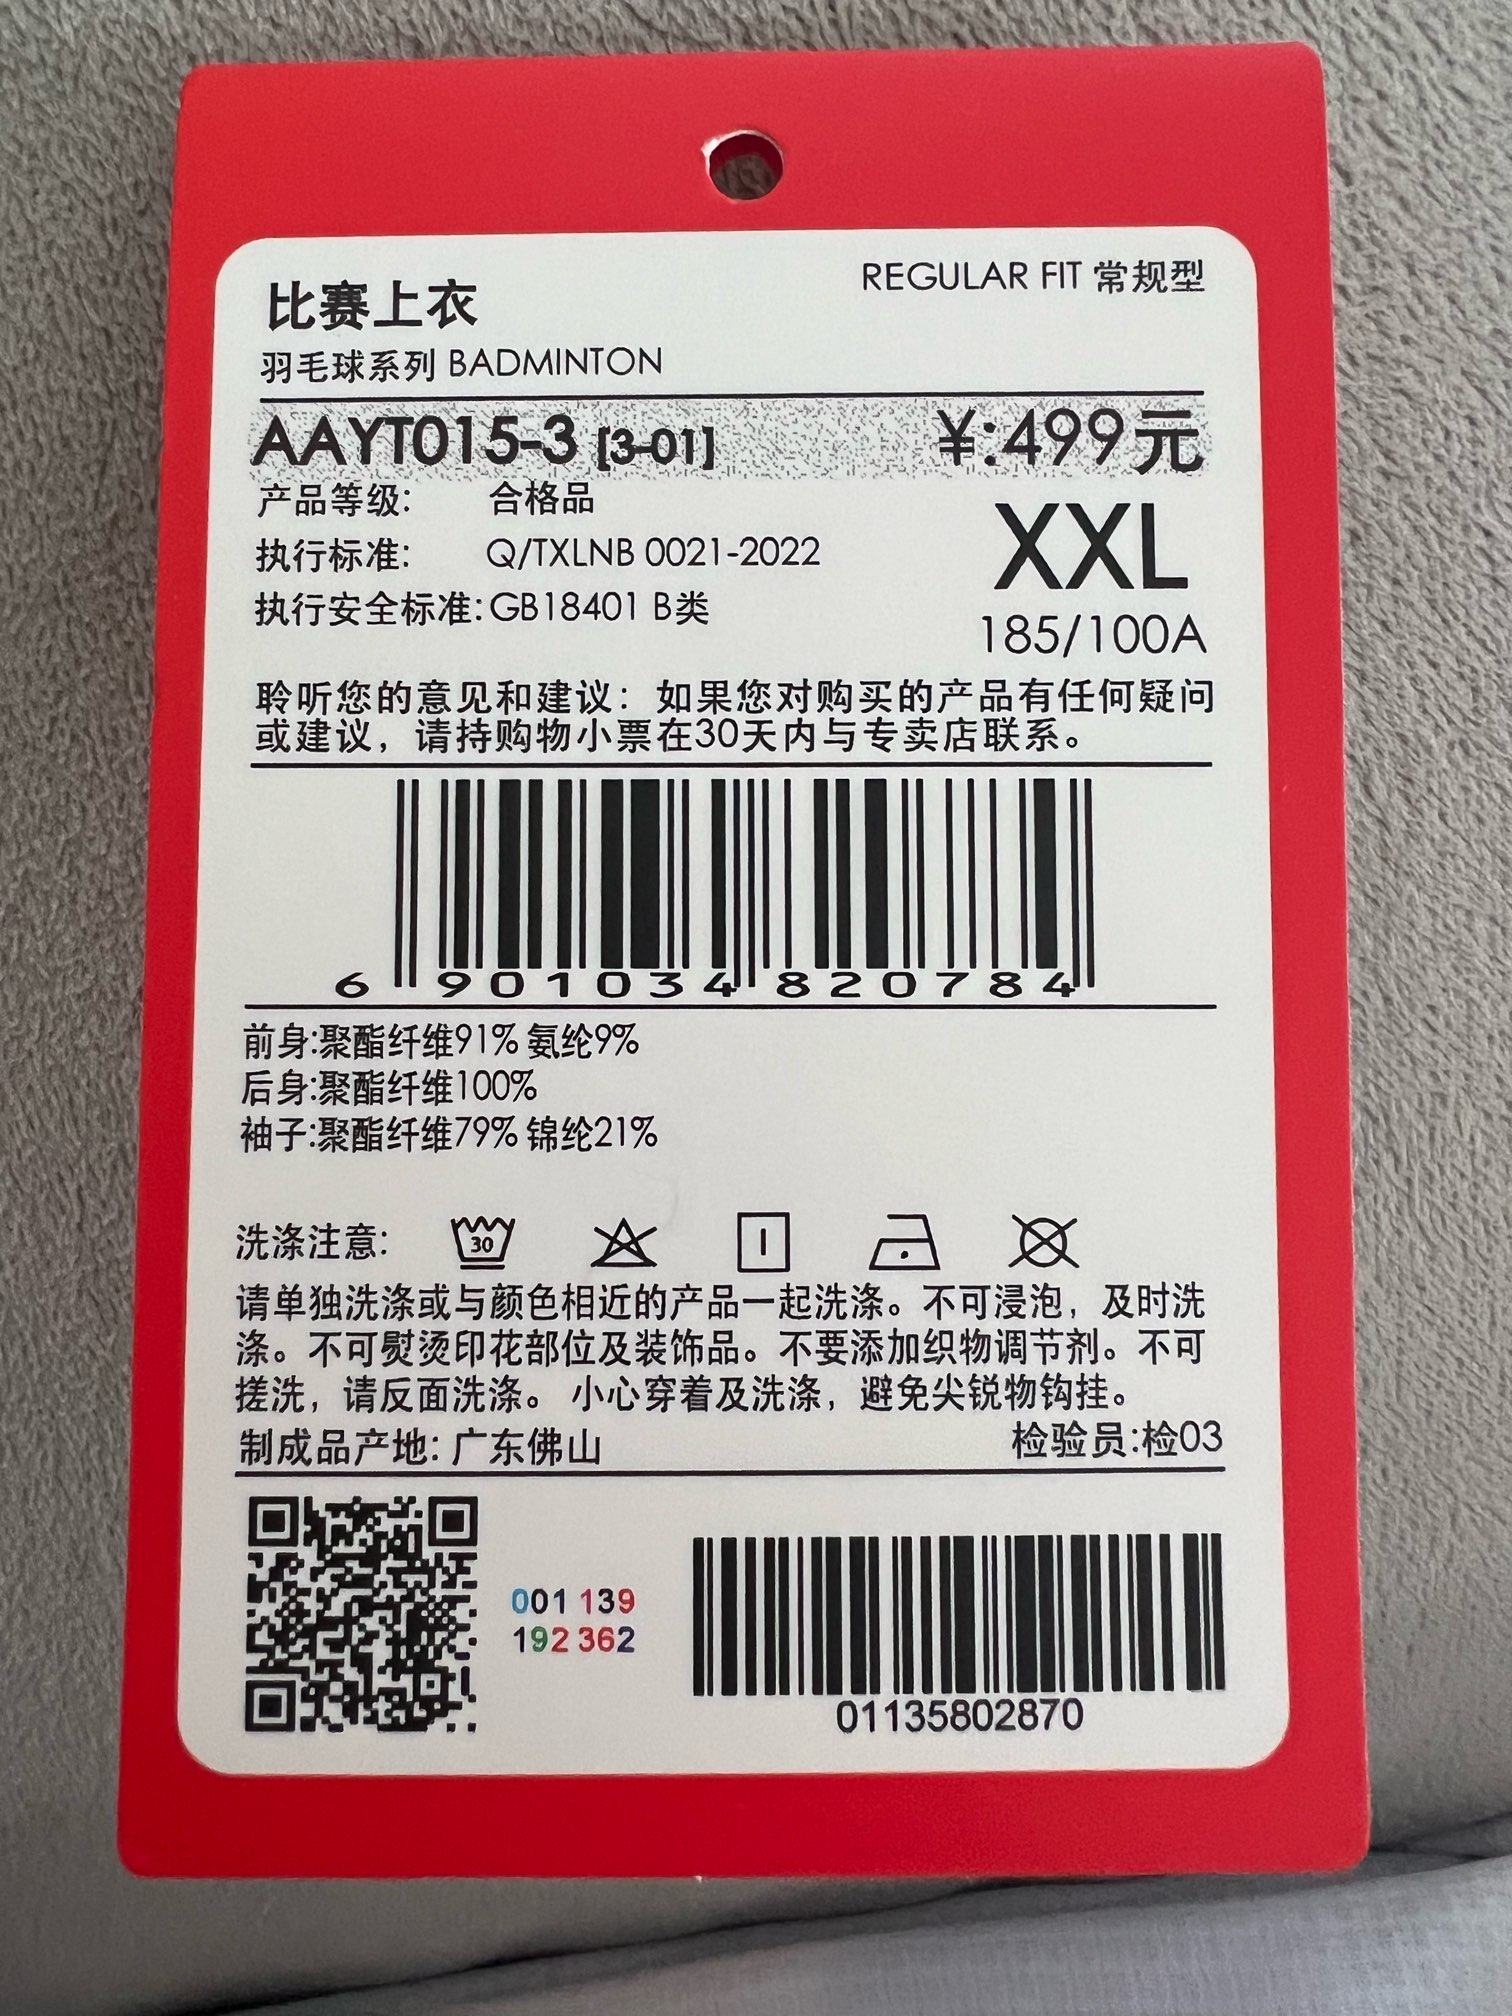 比赛上衣
REGULAR FIT 常规型
羽毛球系列 BADMINTON
AAYT015-3 [3-01]
¥:499元
产品等级: 合格品
XXL
执行标准: Q/TXLNB 0021-2022
执行安全标准:GB18401 B类
185/100A
聆听您的意见和建议：如果您对购买的产品有任何疑问
或建议，请持购物小票在30天内与专卖店联系。
6 901034 820784
前身:聚酯纤维91% 氨纶9%
后身:聚酯纤维100%
袖子:聚酯纤维79% 锦纶21%
洗涤注意: 30
请单独洗涤或与颜色相近的产品一起洗涤。不可浸泡，及时洗
涤。不可熨烫印花部位及装饰品。不要添加织物调节剂。不可
搓洗，请反面洗涤。 小心穿着及洗涤，避免尖锐物钩挂。
制成品产地: 广东佛山
检验员:检03
001 139
192 362
01135802870